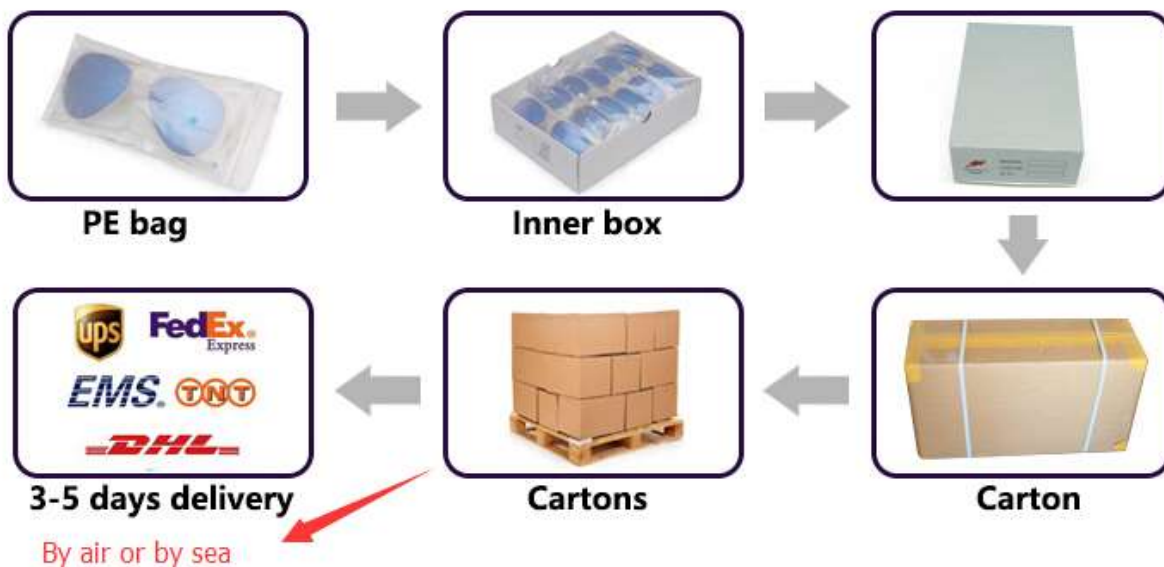 PE bag
Inner box
ups
FedEx®
Express
EMS®
TNT
DHL
3-5 days delivery
Cartons
Carton
By air or by sea